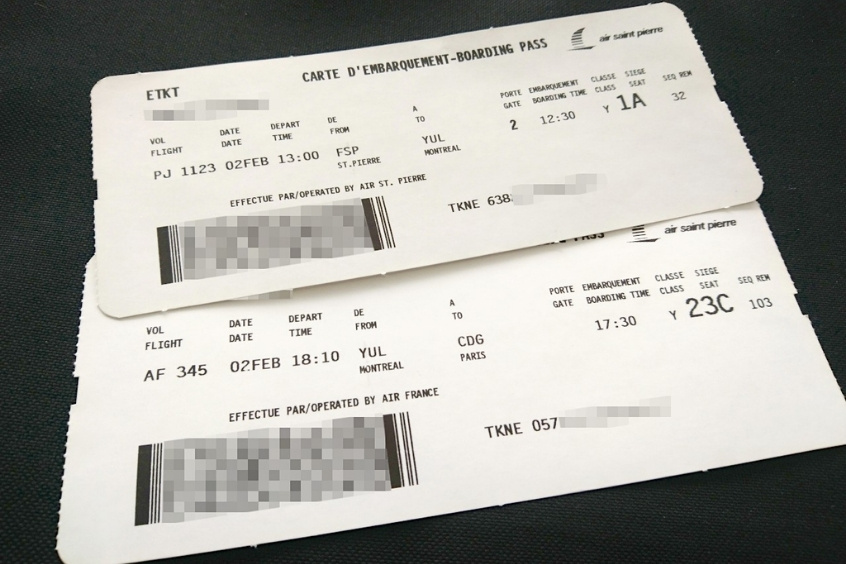 CARTE D'EMBARQUEMENT-BOARDING PASS air saint pierre
ETKT
VOL DATE DEPART DE A PORTE EMBARQUEMENT CLASSE SIEGE
FLIGHT DATE TIME FROM TO GATE BOARDING TIME CLASS SEAT SEQ REM
PJ 1123 02FEB 13:00 FSP YUL 2 12:30 Y 1A 32
ST.PIERRE MONTREAL
EFFECTUE PAR/OPERATED BY AIR ST. PIERRE
TKNE 638
PASS air saint pierre
VOL DATE DEPART DE A PORTE EMBARQUEMENT CLASSE SIEGE
FLIGHT DATE TIME FROM TO GATE BOARDING TIME CLASS SEAT SEQ REM
AF 345 02FEB 18:10 YUL CDG 17:30 Y 23C 103
MONTREAL PARIS
EFFECTUE PAR/OPERATED BY AIR FRANCE
TKNE 057